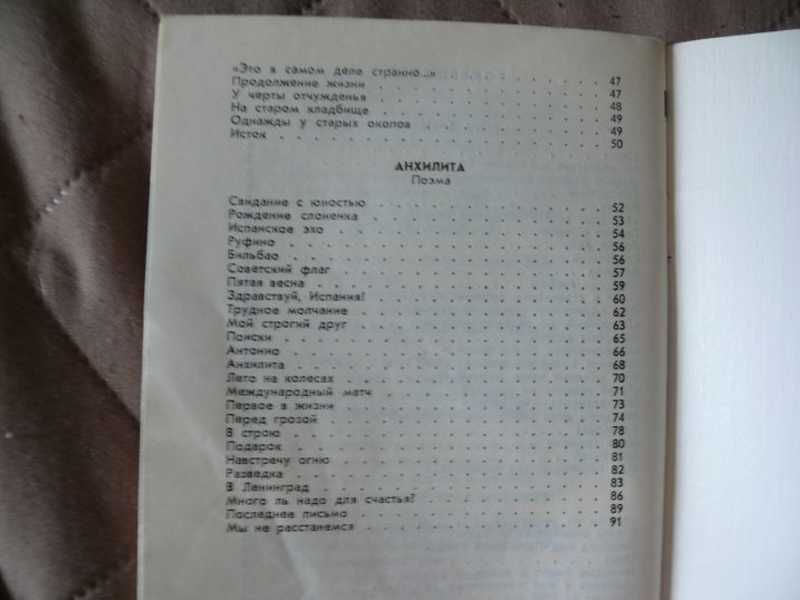 «Это в самом деле странно...»
Продолжение жизни . . . . . . . . . . . . 47
У черты отчужденья . . . . . . . . . . . . 47
На старом кладбище . . . . . . . . . . . . 48
Однажды у старых окопов . . . . . . . . . . . . 49
Исток . . . . . . . . . . . . 49
50
АНХИЛИТА
Поэма
Свидание с юностью . . . . . . . . . . . . 52
Рождение слоненка . . . . . . . . . . . . 53
Испанское эхо . . . . . . . . . . . . 54
Руфино . . . . . . . . . . . . 56
Бильбао . . . . . . . . . . . . 56
Советский флаг . . . . . . . . . . . . 57
Пятая весна . . . . . . . . . . . . 59
Здравствуй, Испания! . . . . . . . . . . . . 60
Трудное молчание . . . . . . . . . . . . 62
Мой строгий друг . . . . . . . . . . . . 63
Поиски . . . . . . . . . . . . 65
Антонио . . . . . . . . . . . . 66
Анхилита . . . . . . . . . . . . 68
Лето на колесах . . . . . . . . . . . . 70
Международный матч . . . . . . . . . . . . 71
Первое в жизни . . . . . . . . . . . . 73
Перед грозой . . . . . . . . . . . . 74
В строю . . . . . . . . . . . . 78
Подарок . . . . . . . . . . . . 80
Навстречу огню . . . . . . . . . . . . 81
Разведка . . . . . . . . . . . . 82
В Ленинград . . . . . . . . . . . . 83
Много ль надо для счастья? . . . . . . . . . . . . 86
Последнее письмо . . . . . . . . . . . . 89
Мы не расстанемся . . . . . . . . . . . . 91